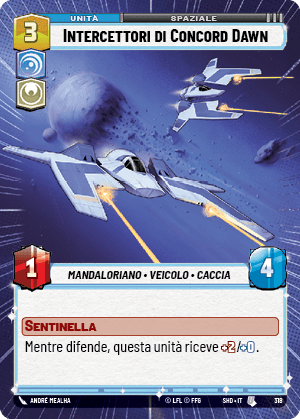 UNITÀ
SPAZIALE
3
INTERCETTORI DI CONCORD DAWN
1
4
MANDALORIANO • VEICOLO • CACCIA
SENTINELLA
Mentre difende, questa unità riceve +2/+0.
ANDRÉ MEALHA
© LFL © FFG
SHD • IT
318